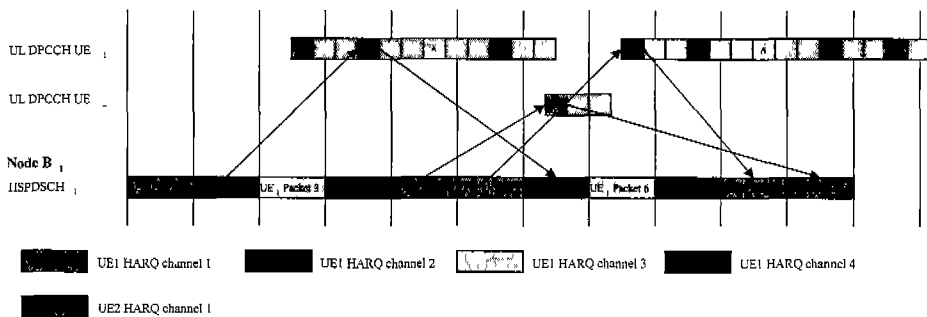 UL DPCCH UE 1
UL DPCCH UE
Node B 1
HSPDSCH 1
UE 1 Packet 3
UE 1 Packet 6
UE1 HARQ channel 1
UE1 HARQ channel 2
UE1 HARQ channel 3
UE1 HARQ channel 4
UE2 HARQ channel 1